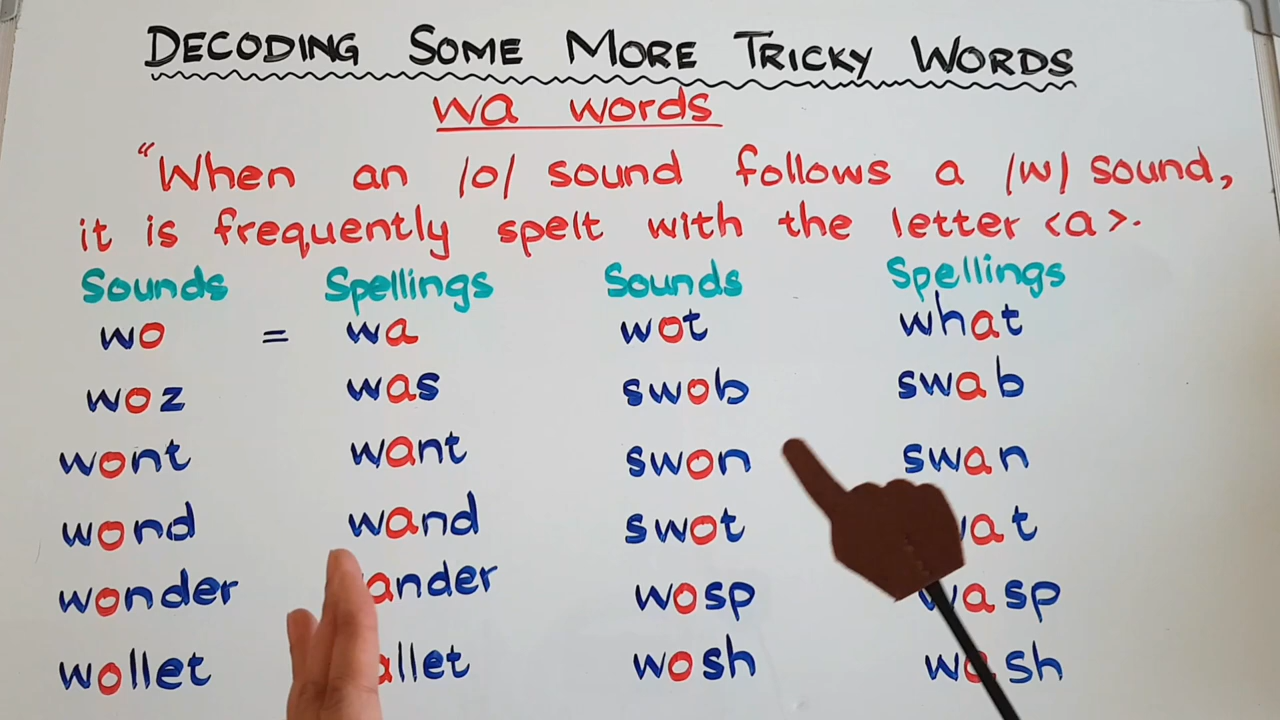 DECODING SOME MORE TRICKY WORDS
wa words
"When an /o/ sound follows a /w/ sound,
it is frequently spelt with the letter <a>.
Sounds Spellings Sounds Spellings
wo = wa wot what
woz was swob swab
wont want swon swan
wond wand swot
wonder wosp wasp
wollet wosh wash